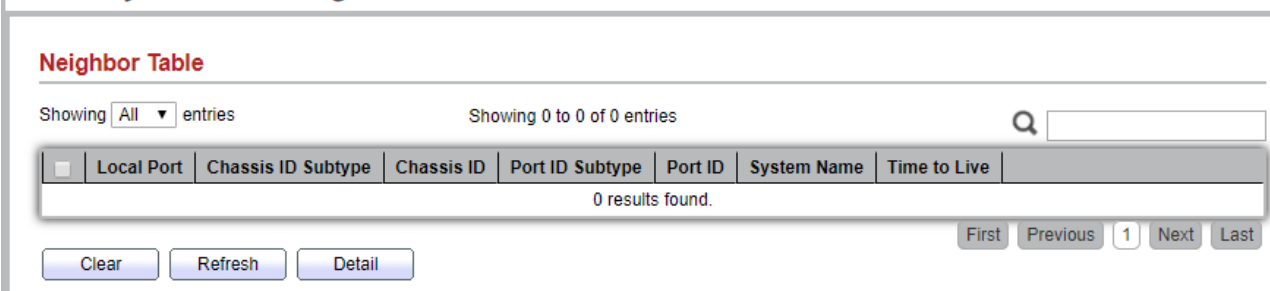 Neighbor Table
Showing All entries Showing 0 to 0 of 0 entries
Local Port Chassis ID Subtype Chassis ID Port ID Subtype Port ID System Name Time to Live
0 results found.
First Previous 1 Next Last
Clear Refresh Detail